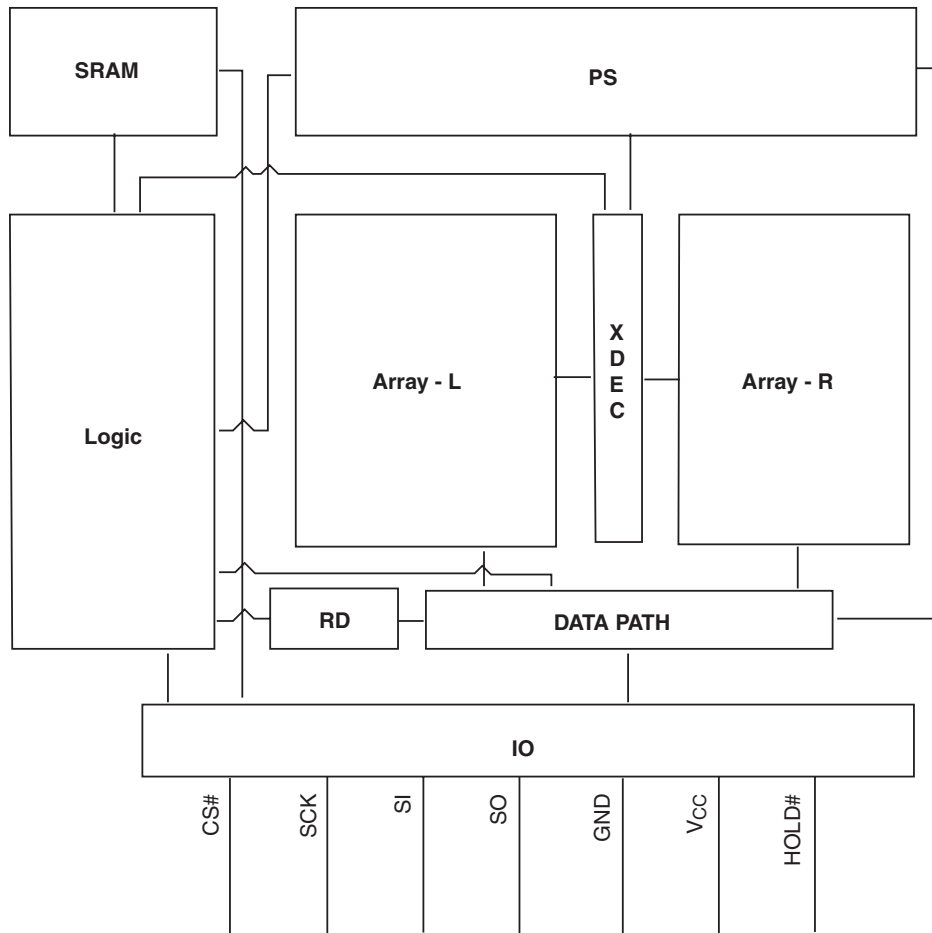 SRAM
PS
Logic
Array - L
X
D
E
C
Array - R
RD
DATA PATH
IO
CS#
SCK
SI
SO
GND
VCC
HOLD#